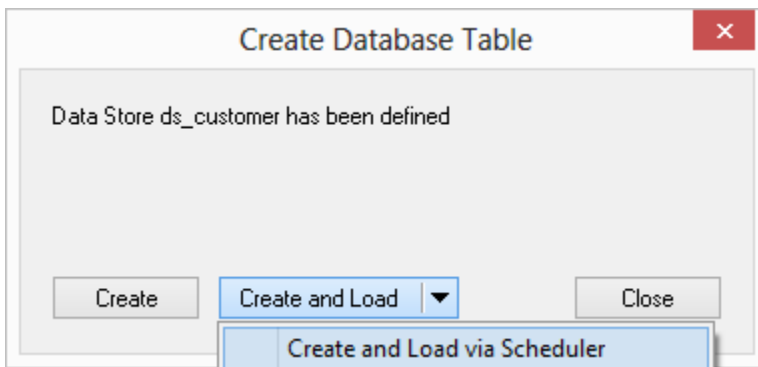 Create Database Table
Data Store ds_customer has been defined
Create Create and Load Close
Create and Load via Scheduler